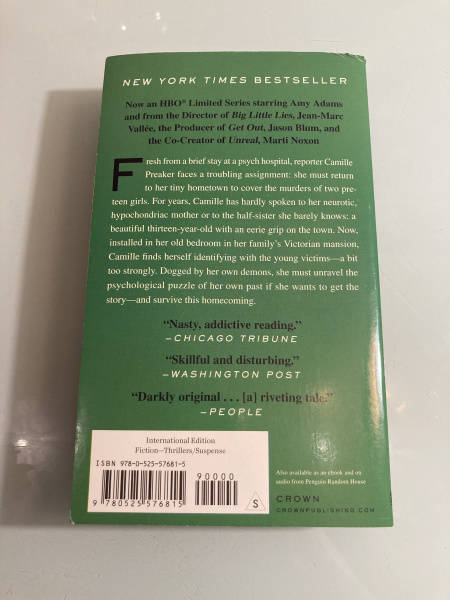 NEW YORK TIMES BESTSELLER
Now an HBO® Limited Series starring Amy Adams
and from the Director of Big Little Lies, Jean-Marc
Vallée, the Producer of Get Out, Jason Blum, and
the Co-Creator of Unreal, Marti Noxon
Fresh from a brief stay at a psych hospital, reporter Camille
Preaker faces a troubling assignment: she must return
to her tiny hometown to cover the murders of two pre-
teen girls. For years, Camille has hardly spoken to her neurotic,
hypochondriac mother or to the half-sister she barely knows: a
beautiful thirteen-year-old with an eerie grip on the town. Now,
installed in her old bedroom in her family's Victorian mansion,
Camille finds herself identifying with the young victims—a bit
too strongly. Dogged by her own demons, she must unravel the
psychological puzzle of her own past if she wants to get the
story—and survive this homecoming.
“Nasty, addictive reading.”
–CHICAGO TRIBUNE
“Skillful and disturbing.”
–WASHINGTON POST
“Darkly original . . . [a] riveting tale.”
–PEOPLE
International Edition
Fiction—Thrillers/Suspense
ISBN 978-0-525-57681-5
90000
9 780525 576815
S
Also available as an ebook and on
audio from Penguin Random House
CROWN
CROWNPUBLISHING.COM